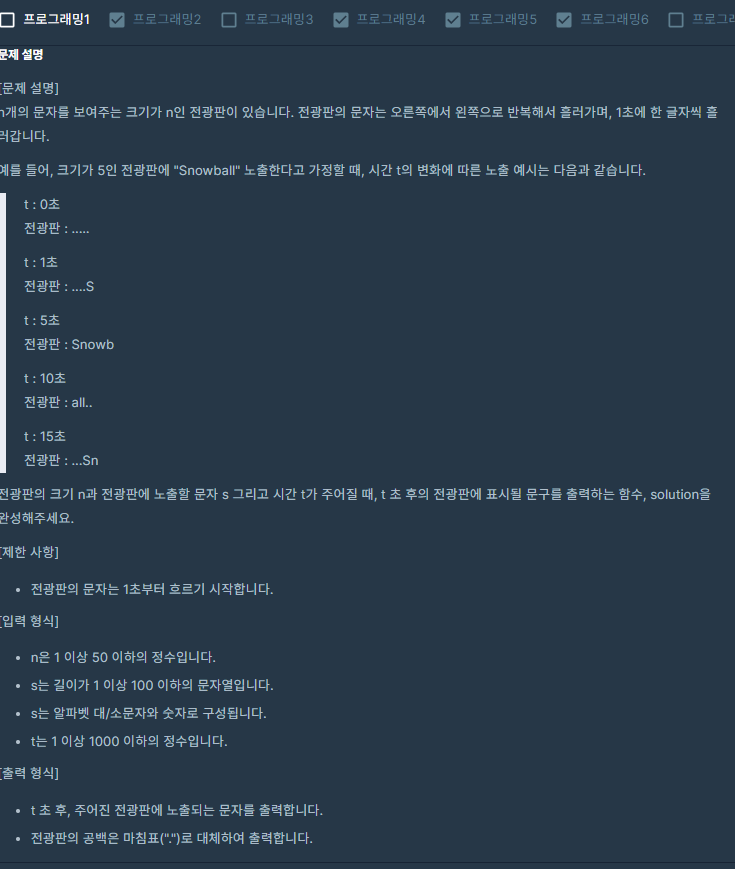 프로그래밍1 프로그래밍2 프로그래밍3 프로그래밍4 프로그래밍5 프로그래밍6 프로그래
문제 설명
[문제 설명]
n개의 문자를 보여주는 크기가 n인 전광판이 있습니다. 전광판의 문자는 오른쪽에서 왼쪽으로 반복해서 흘러가며, 1초에 한 글자씩 흘
러갑니다.
예를 들어, 크기가 5인 전광판에 "Snowball" 노출한다고 가정할 때, 시간 t의 변화에 따른 노출 예시는 다음과 같습니다.
t : 0초
전광판 : .....
t : 1초
전광판 : ....S
t : 5초
전광판 : Snowb
t : 10초
전광판 : all..
t : 15초
전광판 : ...Sn
전광판의 크기 n과 전광판에 노출할 문자 s 그리고 시간 t가 주어질 때, t 초 후의 전광판에 표시될 문구를 출력하는 함수, solution을
완성해주세요.
[제한 사항]
• 전광판의 문자는 1초부터 흐르기 시작합니다.
[입력 형식]
• n은 1 이상 50 이하의 정수입니다.
• s는 길이가 1 이상 100 이하의 문자열입니다.
• s는 알파벳 대/소문자와 숫자로 구성됩니다.
• t는 1 이상 1000 이하의 정수입니다.
[출력 형식]
• t 초 후, 주어진 전광판에 노출되는 문자를 출력합니다.
• 전광판의 공백은 마침표(".")로 대체하여 출력합니다.